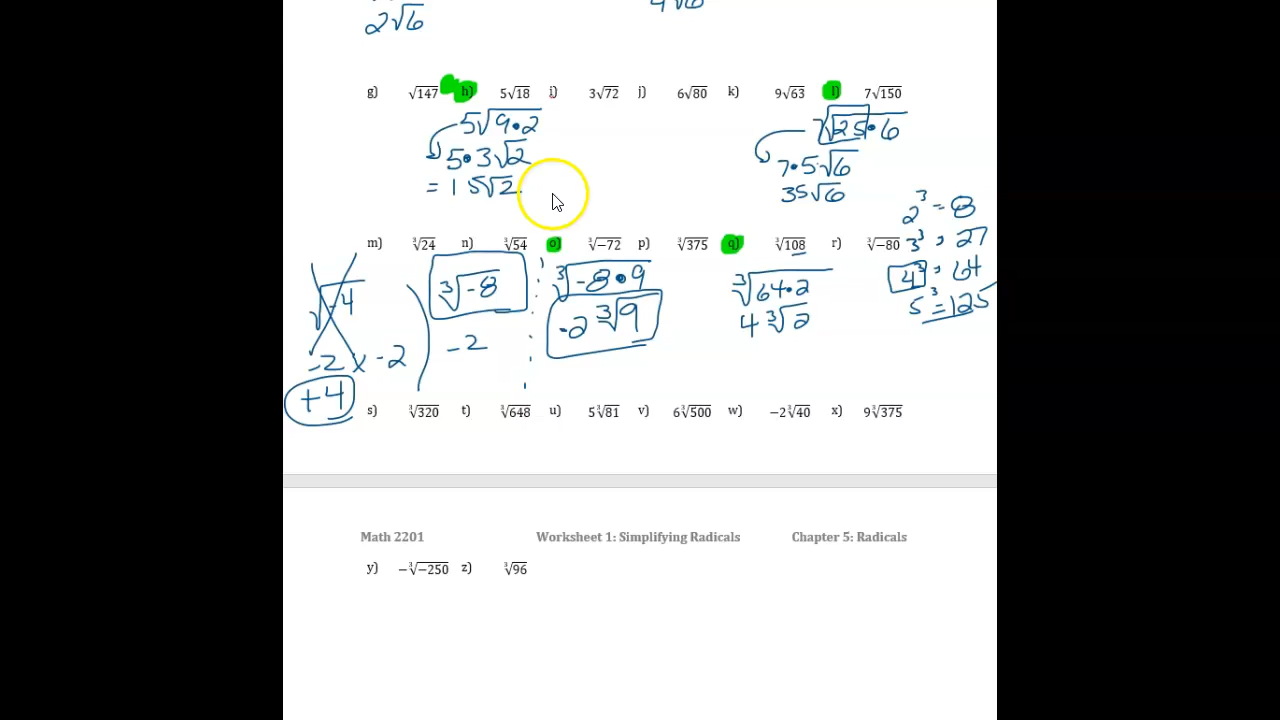 2√6
4√6
g) √147 h) 5√18 i) 3√72 j) 6√80 k) 9√63 l) 7√150
5√9•2
5•3√2
= 15√2
7√25•6
7•5√6
35√6
2³ = 8
3³ = 27
4³ = 64
5³ = 125
m) ∛24 n) ∛54 o) ∛−72 p) ∛375 q) ∛108 r) ∛−80
√-4
-2 x -2
+4
∛-8
-2
∛-8•9
-2∛9
∛64•2
4∛2
s) ∛320 t) ∛648 u) 5∛81 v) 6∛500 w) −2∛40 x) 9∛375
Math 2201 Worksheet 1: Simplifying Radicals Chapter 5: Radicals
y) −∛−250 z) ∛96